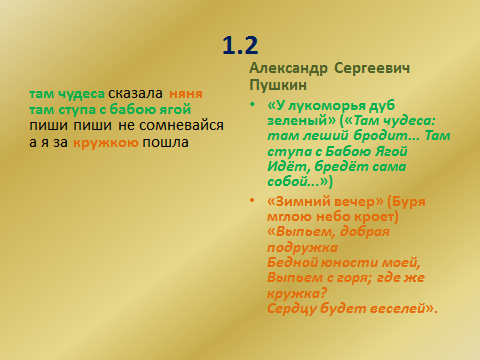 1.2
там чудеса сказала няня
там ступа с бабою ягой
пиши пиши не сомневайся
а я за кружкою пошла
Александр Сергеевич
Пушкин
• «У лукоморья дуб
зеленый» («Там чудеса:
там леший бродит... Там
ступа с Бабою Ягой
Идёт, бредёт сама
собой...»)
• «Зимний вечер» (Буря
мглою небо кроет)
«Выпьем, добрая
подружка
Бедной юности моей,
Выпьем с горя; где же
кружка?
Сердцу будет веселей».